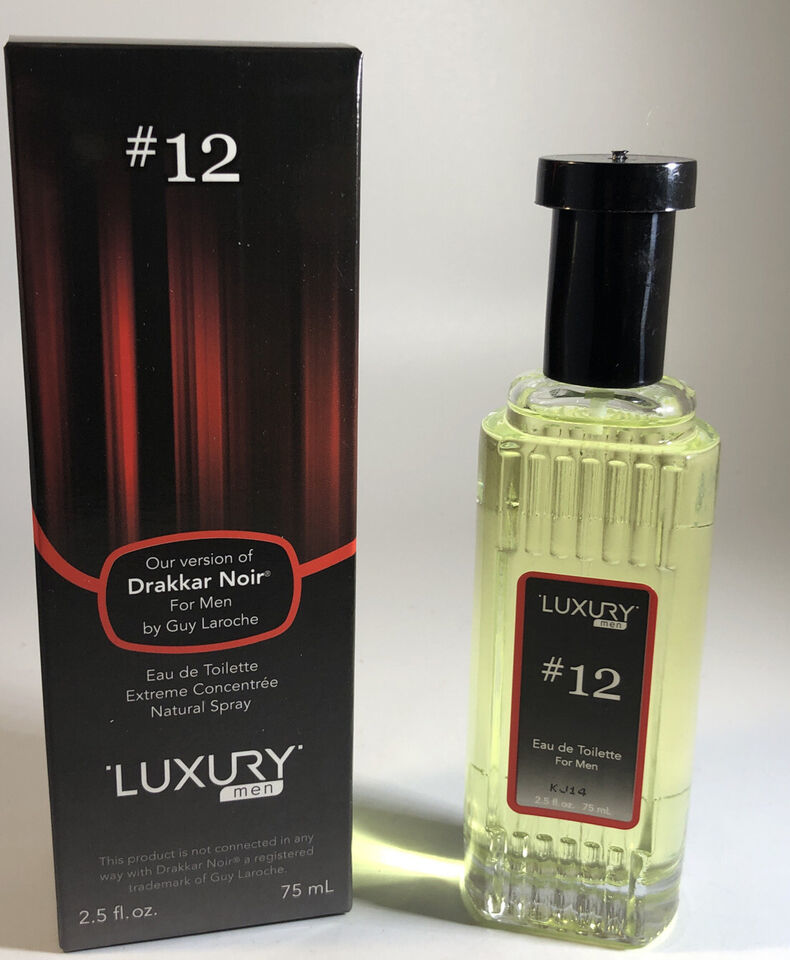 #12
Our version of
Drakkar Noir®
For Men
by Guy Laroche
Eau de Toilette
Extreme Concentrée
Natural Spray
LUXURY
men
This product is not connected in any
way with Drakkar Noir® a registered
trademark of Guy Laroche.
2.5 fl.oz. 75 mL
LUXURY
men
#12
Eau de Toilette
For Men
KJ14
2.5 fl.oz. 75 mL